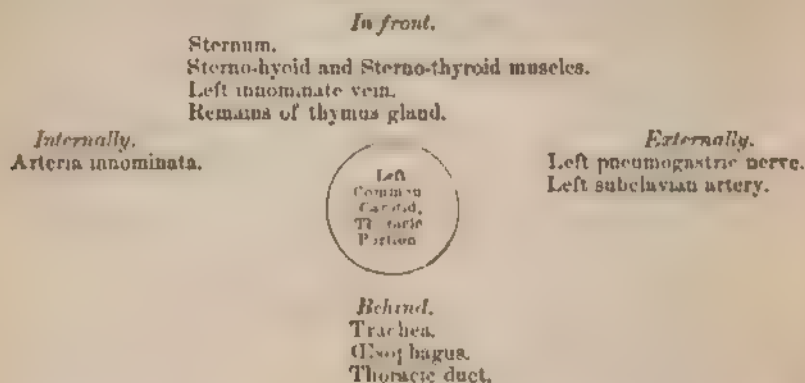 In front.
Sternum.
Sterno-hyoid and Sterno-thyroid muscles.
Left innominate vein.
Remains of thymus gland.
Internally.
Arteria innominata.
Externally.
Left pneumogastric nerve.
Left subclavian artery.
Left
Common
Carotid,
Thoracic
Portion
Behind.
Trachea.
Œsophagus.
Thoracic duct.